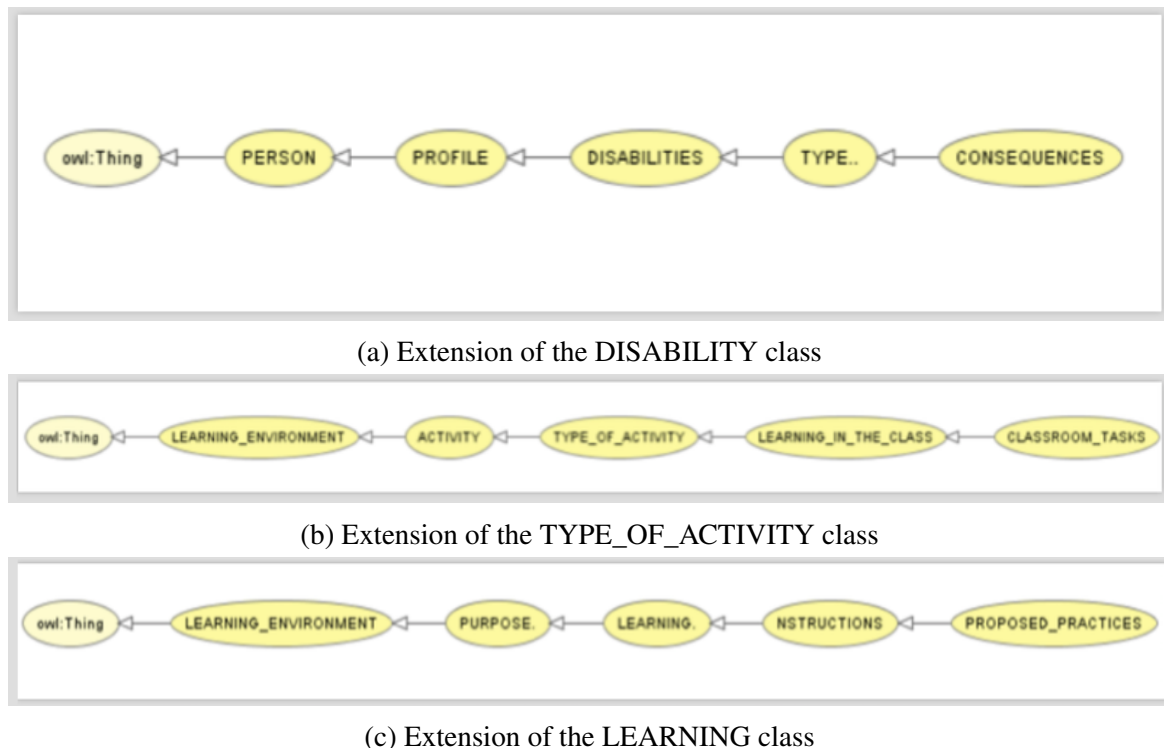 owl:Thing PERSON PROFILE DISABILITIES TYPE.. CONSEQUENCES
(a) Extension of the DISABILITY class
owl:Thing LEARNING_ENVIRONMENT ACTIVITY TYPE_OF_ACTIVITY LEARNING_IN_THE_CLASS CLASSROOM_TASKS
(b) Extension of the TYPE_OF_ACTIVITY class
owl:Thing LEARNING_ENVIRONMENT PURPOSE. LEARNING. NSTRUCTIONS PROPOSED_PRACTICES
(c) Extension of the LEARNING class